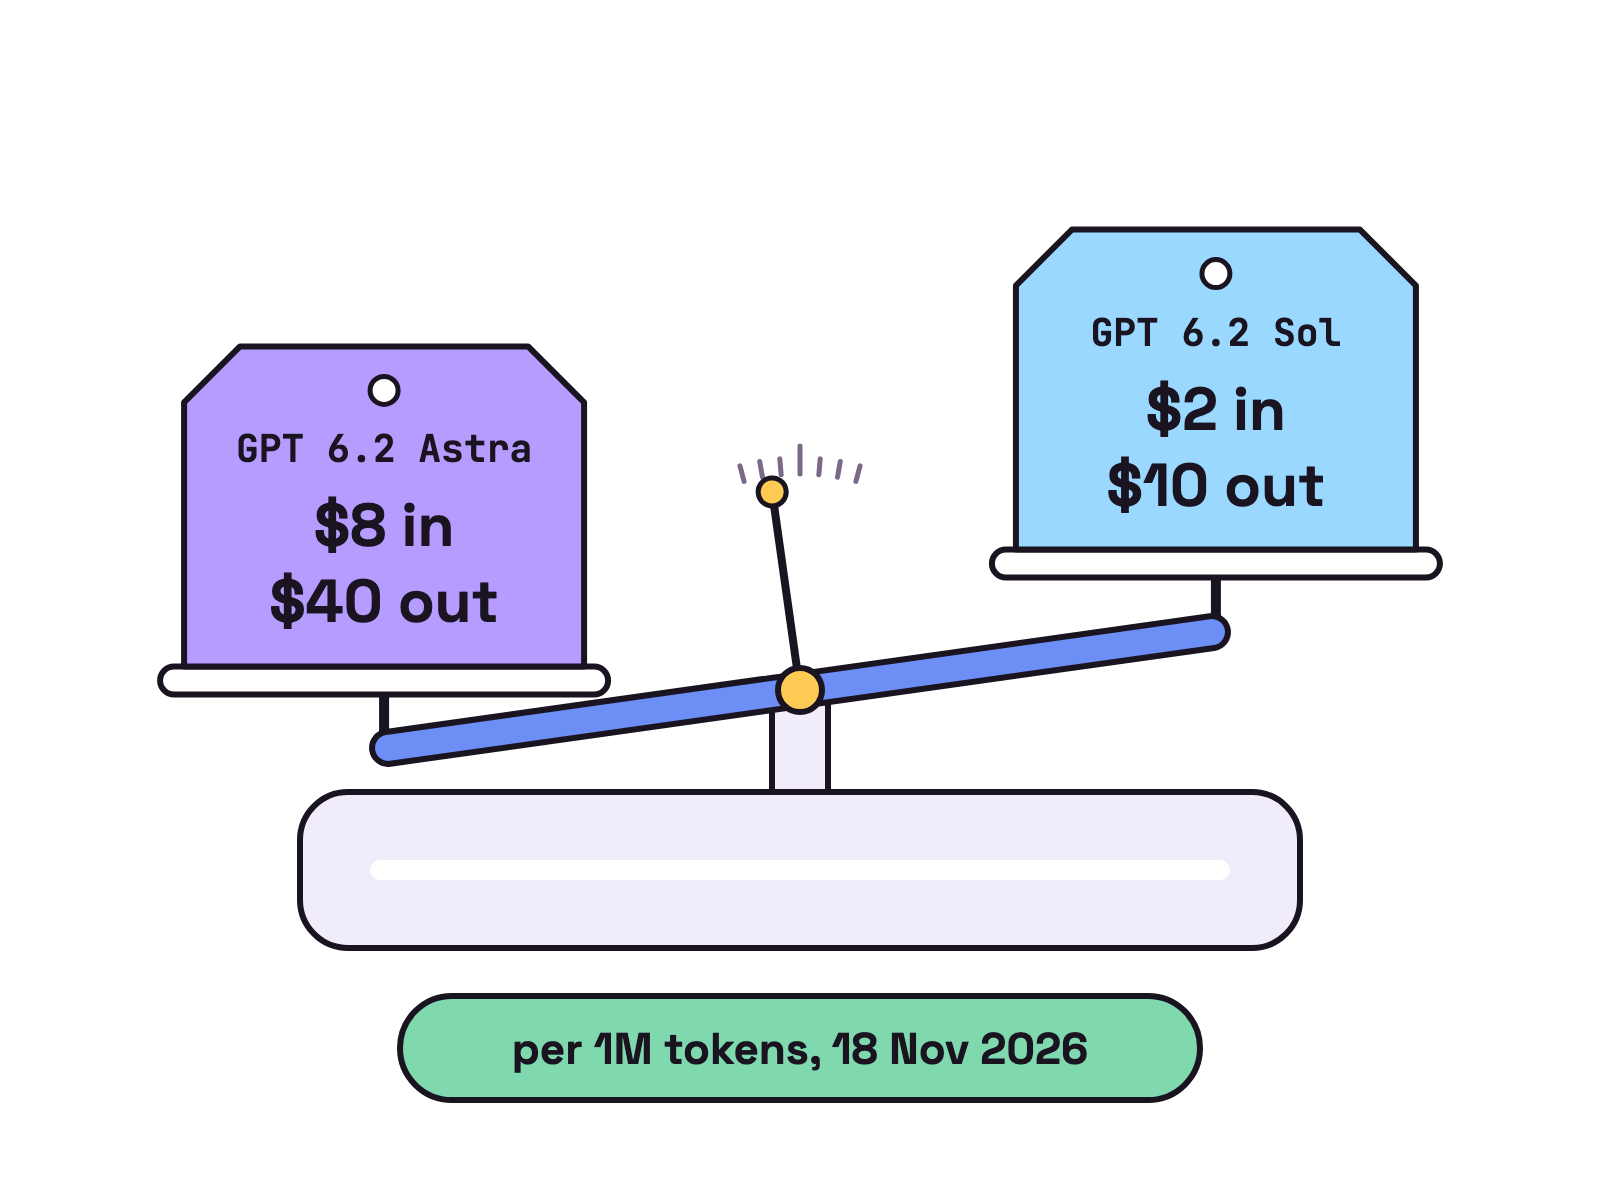 GPT 6.2 Astra
$8 in
$40 out
GPT 6.2 Sol
$2 in
$10 out
per 1M tokens, 18 Nov 2026